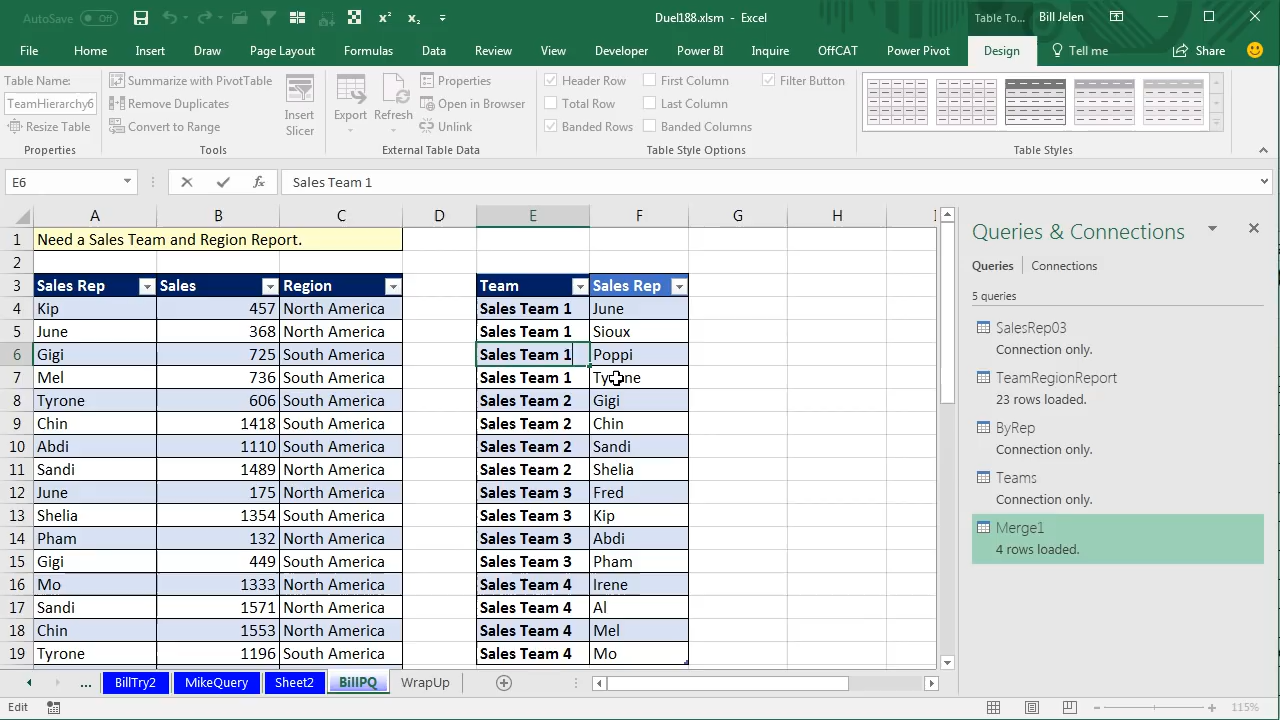 AutoSave Off
Duel188.xlsm - Excel
Table To...
Bill Jelen
File Home Insert Draw Page Layout Formulas Data Review View Developer Power BI Inquire OffCAT Power Pivot Design Tell me Share
Table Name:
TeamHierarchy6
Resize Table
Properties
Summarize with PivotTable
Remove Duplicates
Convert to Range
Tools
Insert Slicer
Export
Refresh
Properties
Open in Browser
Unlink
External Table Data
Header Row First Column Filter Button
Total Row Last Column
Banded Rows Banded Columns
Table Style Options
Table Styles
E6 fx Sales Team 1
A B C D E F G H I
1 Need a Sales Team and Region Report.
2
3 Sales Rep Sales Region Team Sales Rep
4 Kip 457 North America Sales Team 1 June
5 June 368 North America Sales Team 1 Sioux
6 Gigi 725 South America Sales Team 1 Poppi
7 Mel 736 South America Sales Team 1 Tyrone
8 Tyrone 606 South America Sales Team 2 Gigi
9 Chin 1418 North America Sales Team 2 Chin
10 Abdi 1110 North America Sales Team 2 Sandi
11 Sandi 1489 North America Sales Team 2 Shelia
12 June 175 North America Sales Team 3 Fred
13 Shelia 1354 North America Sales Team 3 Kip
14 Pham 132 North America Sales Team 3 Abdi
15 Gigi 449 South America Sales Team 3 Pham
16 Mo 1333 North America Sales Team 4 Irene
17 Sandi 1571 North America Sales Team 4 Al
18 Chin 1553 North America Sales Team 4 Mel
19 Tyrone 1196 South America Sales Team 4 Mo
Queries & Connections
Queries Connections
5 queries
SalesRep03
Connection only.
TeamRegionReport
23 rows loaded.
ByRep
Connection only.
Teams
Connection only.
Merge1
4 rows loaded.
... BillTry2 MikeQuery Sheet2 BillPQ WrapUp
Edit
115%